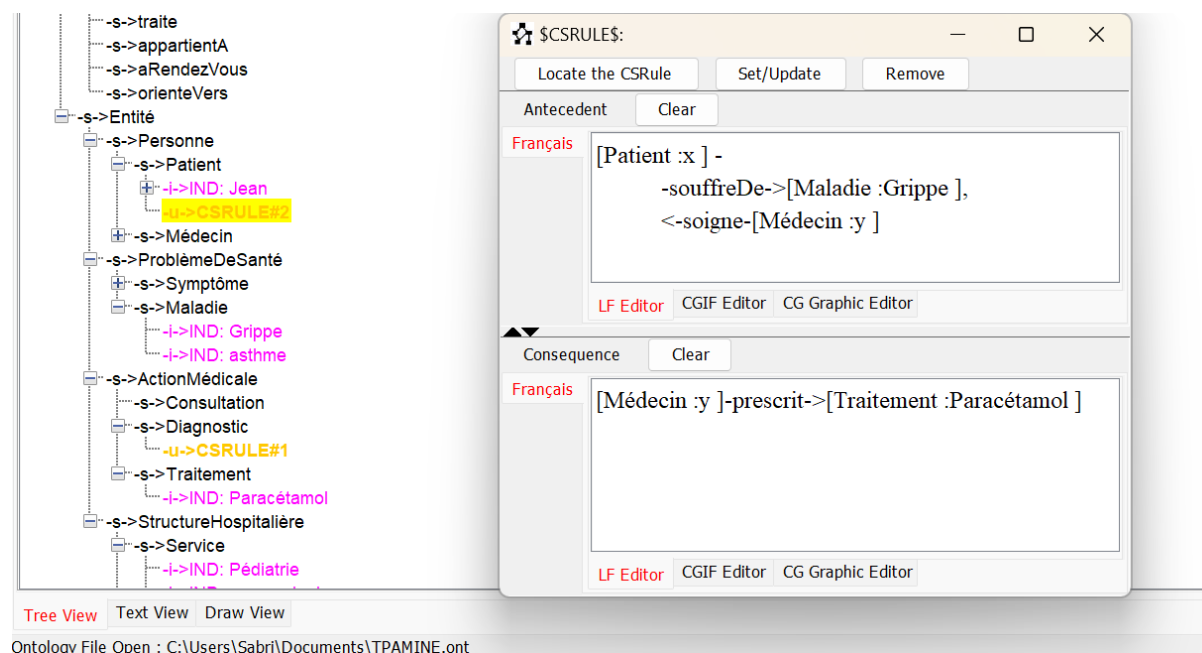 -s->traite
-s->appartientA
-s->aRendezVous
-s->orienteVers
-s->Entité
-s->Personne
-s->Patient
-i->IND: Jean
-u->CSRULE#2
-s->Médecin
-s->ProblèmeDeSanté
-s->Symptôme
-s->Maladie
-i->IND: Grippe
-i->IND: asthme
-s->ActionMédicale
-s->Consultation
-s->Diagnostic
-u->CSRULE#1
-s->Traitement
-i->IND: Paracétamol
-s->StructureHospitalière
-s->Service
-i->IND: Pédiatrie
Tree View Text View Draw View
Ontology File Open : C:\Users\Sabri\Documents\TPAMINE.ont
$CSRULE$:
Locate the CSRule Set/Update Remove
Antecedent Clear
Français
[Patient :x ] -
-souffreDe->[Maladie :Grippe ],
<-soigne-[Médecin :y ]
LF Editor CGIF Editor CG Graphic Editor
Consequence Clear
Français
[Médecin :y ]-prescrit->[Traitement :Paracétamol ]
LF Editor CGIF Editor CG Graphic Editor